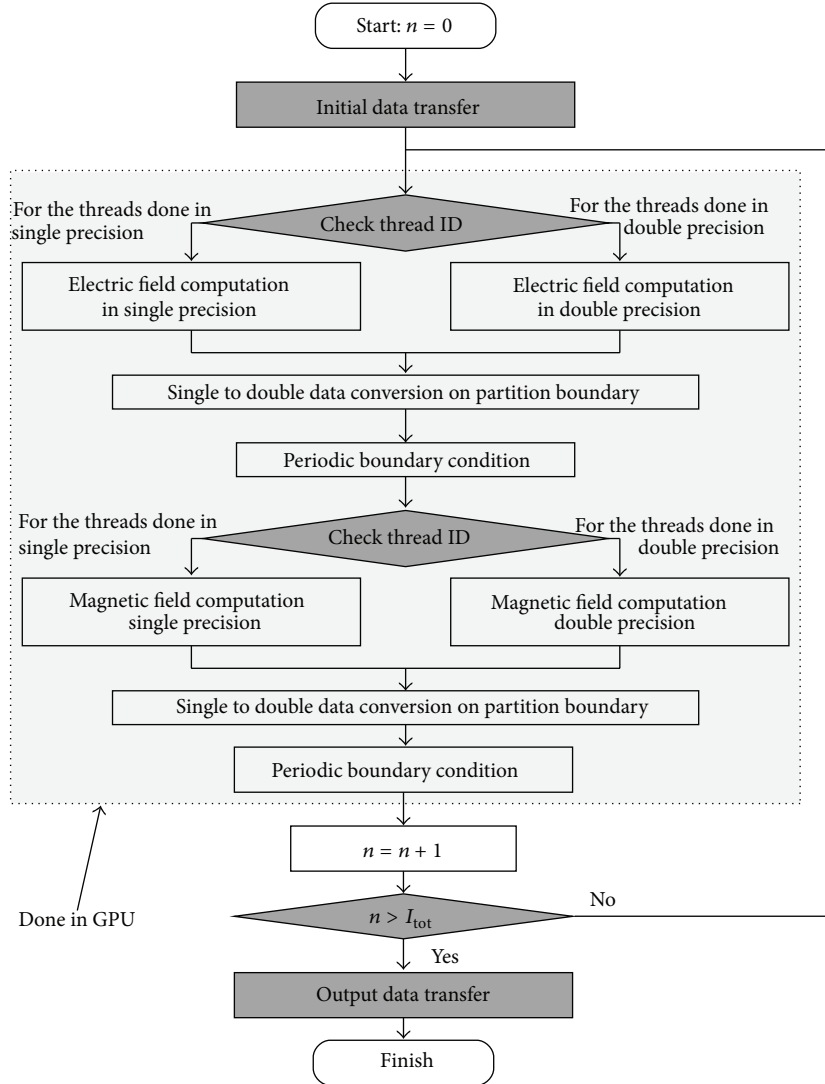 Start: n = 0
Initial data transfer
For the threads done in
single precision
Check thread ID
For the threads done in
double precision
Electric field computation
in single precision
Electric field computation
in double precision
Single to double data conversion on partition boundary
Periodic boundary condition
For the threads done in
single precision
Check thread ID
For the threads done in
double precision
Magnetic field computation
single precision
Magnetic field computation
double precision
Single to double data conversion on partition boundary
Periodic boundary condition
n = n + 1
Done in GPU
n > I_tot
No
Yes
Output data transfer
Finish